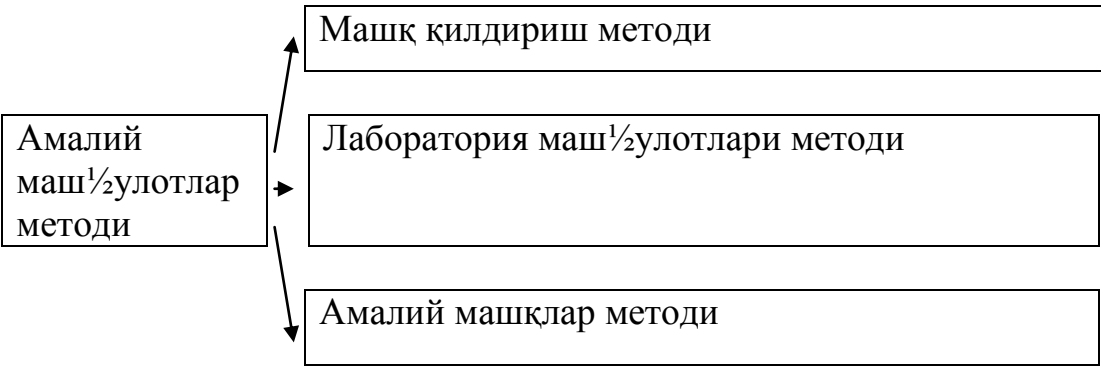 Машқ қилдириш методи
Амалий
маш½улотлар
методи
Лаборатория маш½улотлари методи
Амалий машқлар методи